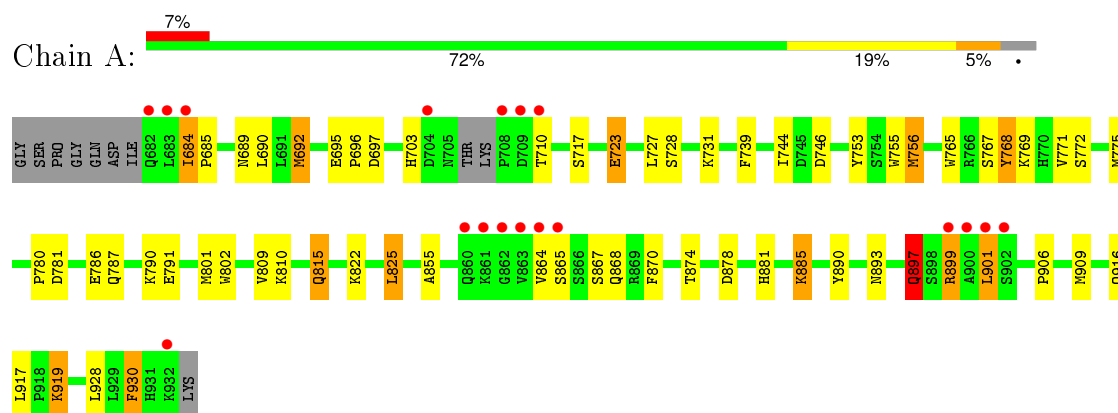 7%
Chain A:
72% 19% 5% •
GLY SER PRO GLY GLN ASP ILE Q682 L683 I684 P685 N689 L690 L691 M692 E695 P696 D697 H703 D704 N705 THR LYS P708 D709 T710 S717 E723 L727 S728 K731 F739 I744 D745 D746 Y753 S754 W755 M756 W765 R766 S767 Y768 K769 H770 V771 S772 M775
P780 D781 E786 Q787 K790 E791 M801 W802 V809 K810 Q815 K822 L825 A855 Q860 K861 G862 V863 V864 S865 S866 S867 Q868 R869 F870 T874 D878 H881 K885 Y890 N893 Q897 S898 R899 A900 L901 S902 P906 M909 Q916
L917 P918 K919 L928 L929 F930 H931 K932 LYS